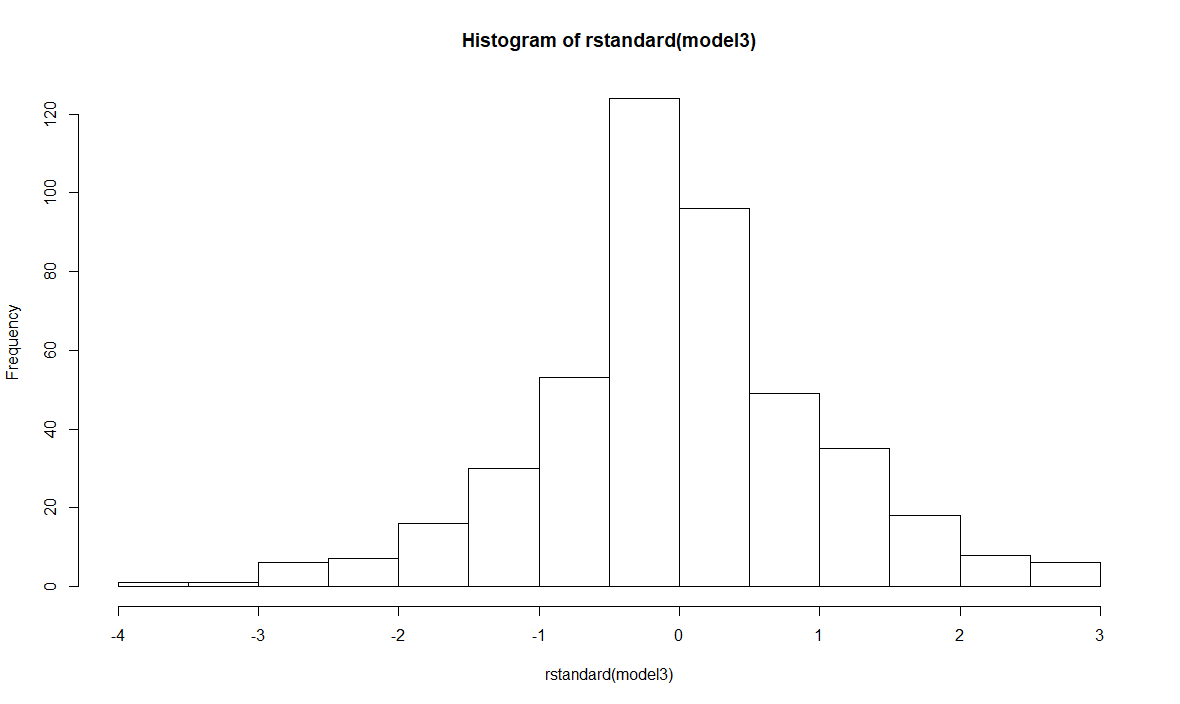 Histogram of rstandard(model3)
Frequency
120
100
80
60
40
20
0
-4 -3 -2 -1 0 1 2 3
rstandard(model3)